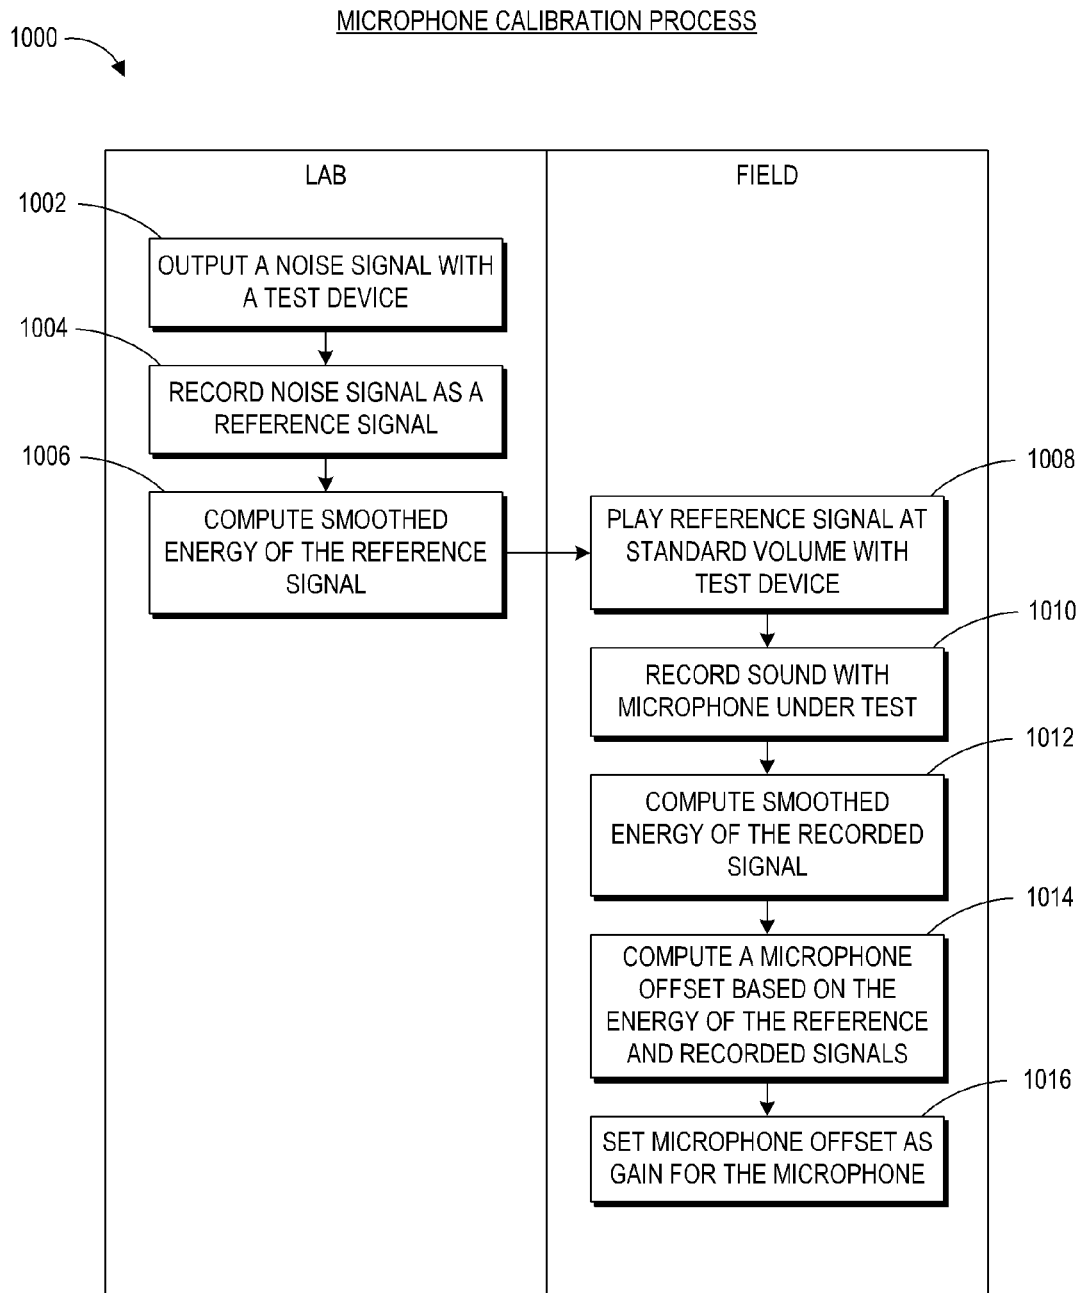 MICROPHONE CALIBRATION PROCESS
1000
LAB
1002
OUTPUT A NOISE SIGNAL WITH
A TEST DEVICE
1004
RECORD NOISE SIGNAL AS A
REFERENCE SIGNAL
1006
COMPUTE SMOOTHED
ENERGY OF THE REFERENCE
SIGNAL
FIELD
1008
PLAY REFERENCE SIGNAL AT
STANDARD VOLUME WITH
TEST DEVICE
1010
RECORD SOUND WITH
MICROPHONE UNDER TEST
1012
COMPUTE SMOOTHED
ENERGY OF THE RECORDED
SIGNAL
1014
COMPUTE A MICROPHONE
OFFSET BASED ON THE
ENERGY OF THE REFERENCE
AND RECORDED SIGNALS
1016
SET MICROPHONE OFFSET AS
GAIN FOR THE MICROPHONE